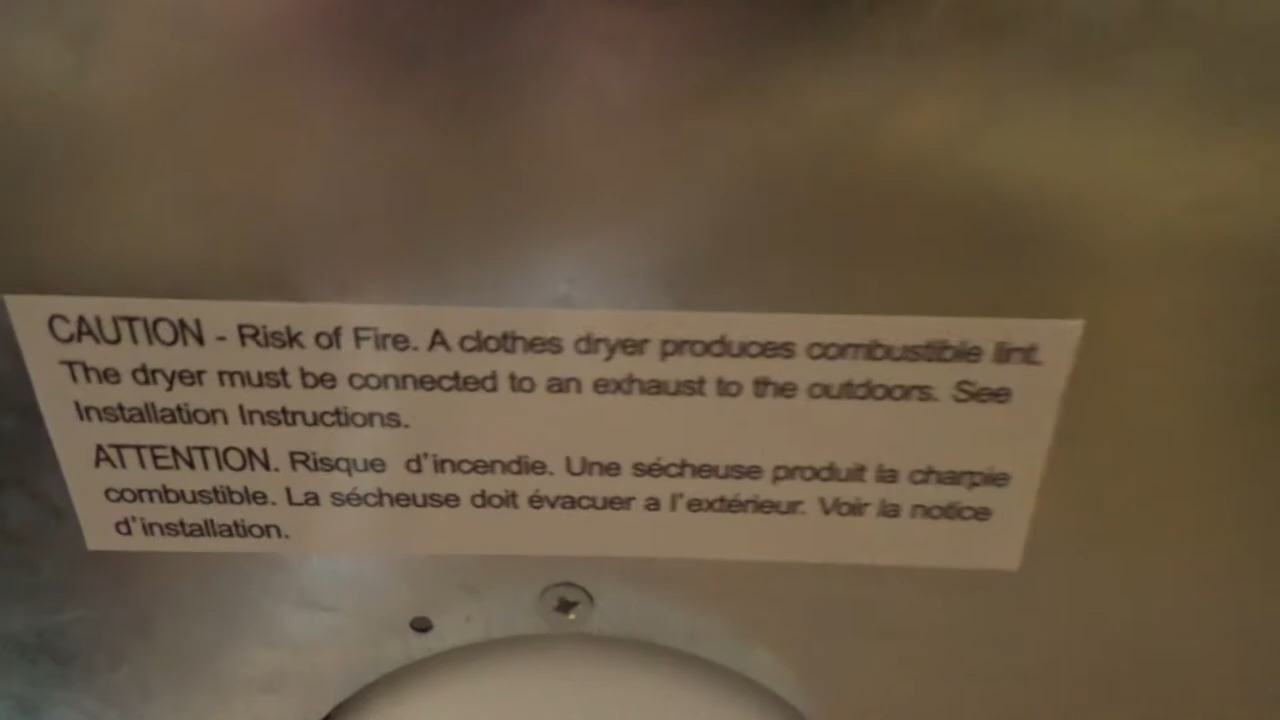 CAUTION - Risk of Fire. A clothes dryer produces combustible lint.
The dryer must be connected to an exhaust to the outdoors. See
Installation Instructions.
ATTENTION. Risque d'incendie. Une sécheuse produit la charpie
combustible. La sécheuse doit évacuer a l'extérieur. Voir la notice
d'installation.